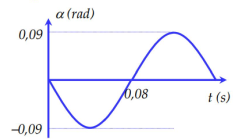 α (rad)
0,09
0,08
t (s)
–0,09